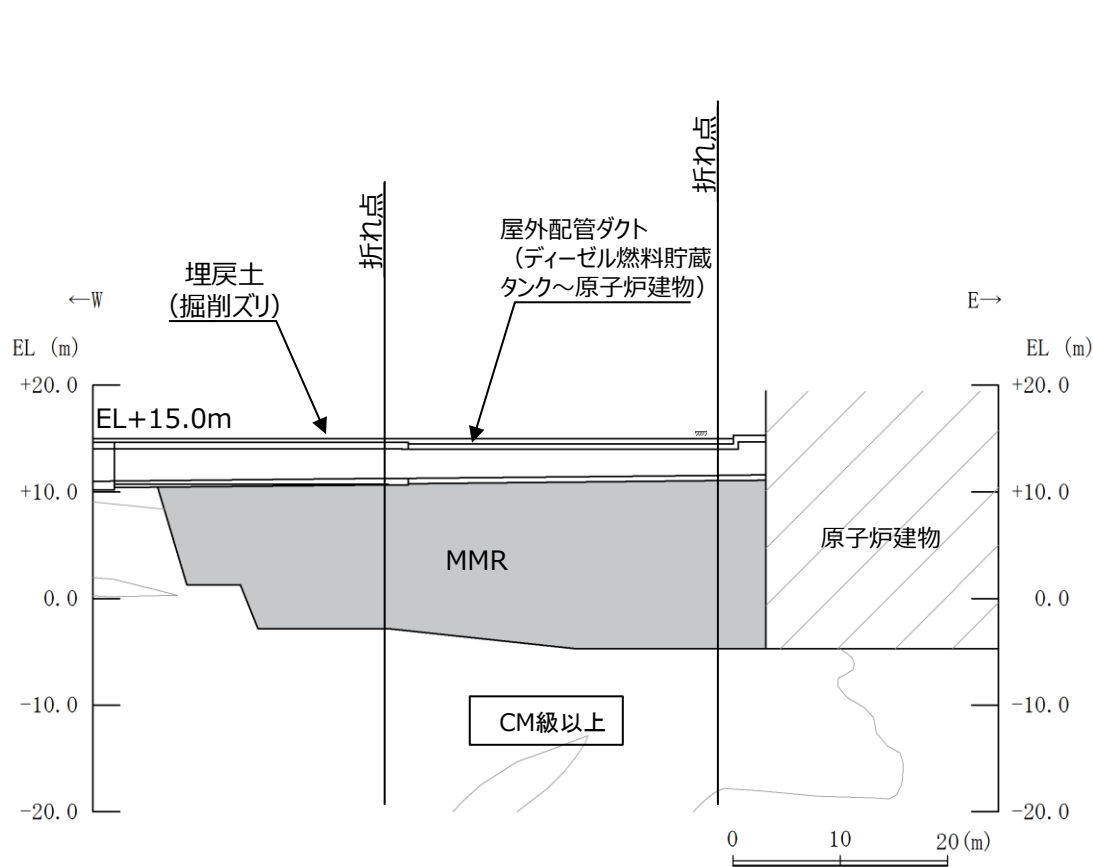 折れ点
折れ点
屋外配管ダクト
（ディーゼル燃料貯蔵
タンク～原子炉建物）
埋戻土
(掘削ズリ)
←W
E→
EL (m)
EL (m)
+20.0
+20.0
EL+15.0m
+10.0
+10.0
原子炉建物
MMR
0.0
0.0
-10.0
-10.0
CM級以上
-20.0
-20.0
0 10 20(m)